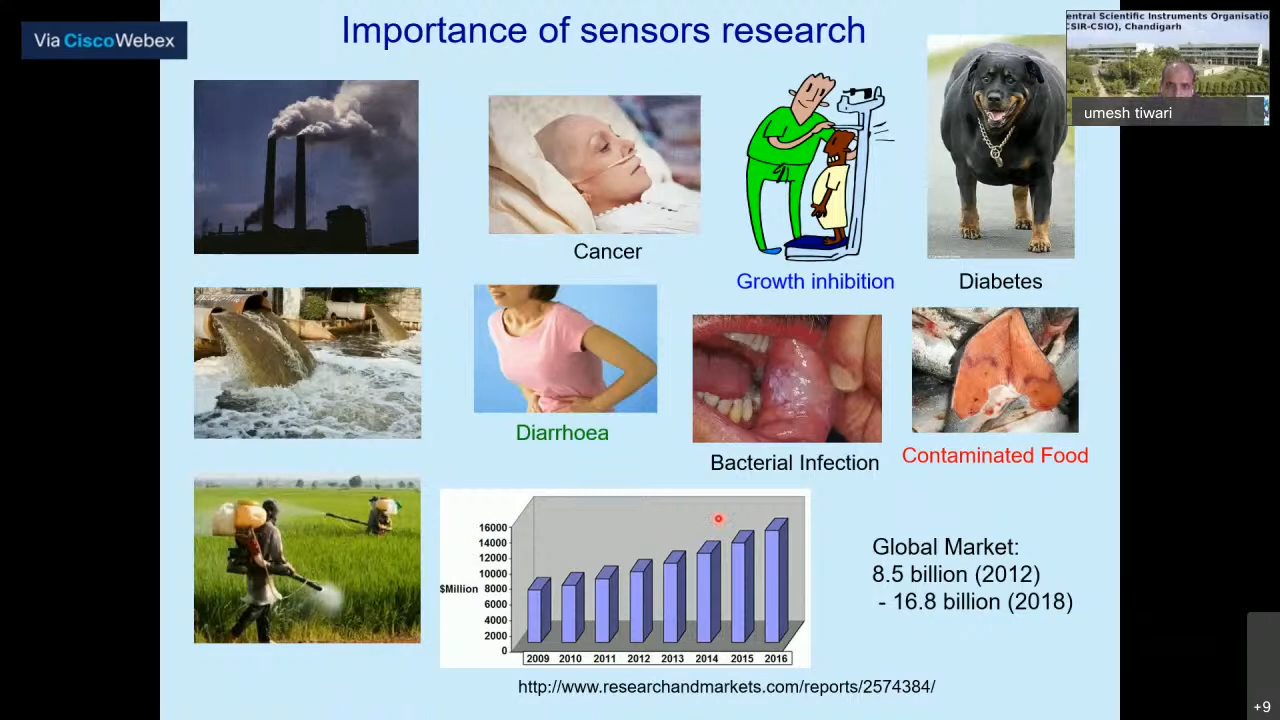 Via CiscoWebex
Importance of sensors research
entral Scientific Instruments Organisatio
CSIR-CSIO), Chandigarh
umesh tiwari
Cancer
Growth inhibition
Diabetes
Diarrhoea
Bacterial Infection
Contaminated Food
16000
14000
12000
10000
$Million 8000
6000
4000
2000
0
2009 2010 2011 2012 2013 2014 2015 2016
Global Market:
8.5 billion (2012)
- 16.8 billion (2018)
http://www.researchandmarkets.com/reports/2574384/
+9